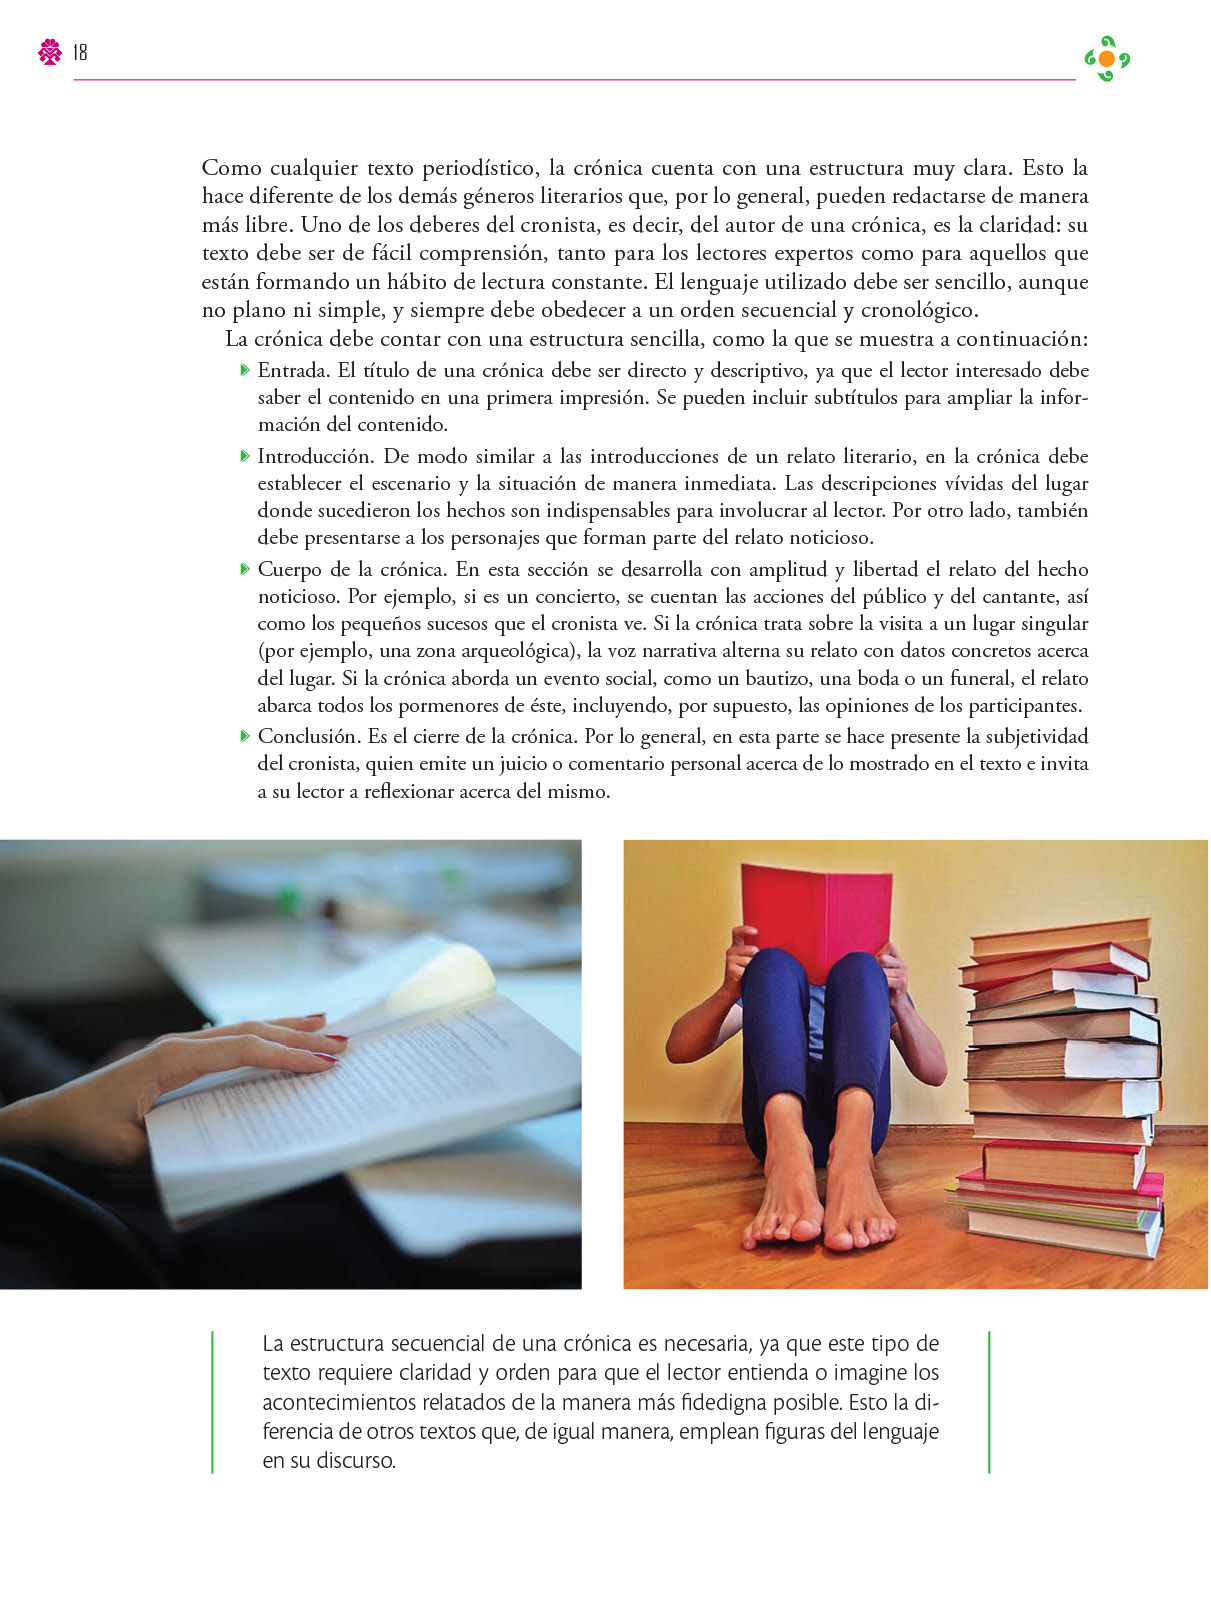 18
Como cualquier texto periodístico, la crónica cuenta con una estructura muy clara. Esto la
hace diferente de los demás géneros literarios que, por lo general, pueden redactarse de manera
más libre. Uno de los deberes del cronista, es decir, del autor de una crónica, es la claridad: su
texto debe ser de fácil comprensión, tanto para los lectores expertos como para aquellos que
están formando un hábito de lectura constante. El lenguaje utilizado debe ser sencillo, aunque
no plano ni simple, y siempre debe obedecer a un orden secuencial y cronológico.
La crónica debe contar con una estructura sencilla, como la que se muestra a continuación:
Entrada. El título de una crónica debe ser directo y descriptivo, ya que el lector interesado debe
saber el contenido en una primera impresión. Se pueden incluir subtítulos para ampliar la infor-
mación del contenido.
Introducción. De modo similar a las introducciones de un relato literario, en la crónica debe
establecer el escenario y la situación de manera inmediata. Las descripciones vívidas del lugar
donde sucedieron los hechos son indispensables para involucrar al lector. Por otro lado, también
debe presentarse a los personajes que forman parte del relato noticioso.
Cuerpo de la crónica. En esta sección se desarrolla con amplitud y libertad el relato del hecho
noticioso. Por ejemplo, si es un concierto, se cuentan las acciones del público y del cantante, así
como los pequeños sucesos que el cronista ve. Si la crónica trata sobre la visita a un lugar singular
(por ejemplo, una zona arqueológica), la voz narrativa alterna su relato con datos concretos acerca
del lugar. Si la crónica aborda un evento social, como un bautizo, una boda o un funeral, el relato
abarca todos los pormenores de éste, incluyendo, por supuesto, las opiniones de los participantes.
Conclusión. Es el cierre de la crónica. Por lo general, en esta parte se hace presente la subjetividad
del cronista, quien emite un juicio o comentario personal acerca de lo mostrado en el texto e invita
a su lector a reflexionar acerca del mismo.
La estructura secuencial de una crónica es necesaria, ya que este tipo de
texto requiere claridad y orden para que el lector entienda o imagine los
acontecimientos relatados de la manera más fidedigna posible. Esto la di-
ferencia de otros textos que, de igual manera, emplean figuras del lenguaje
en su discurso.